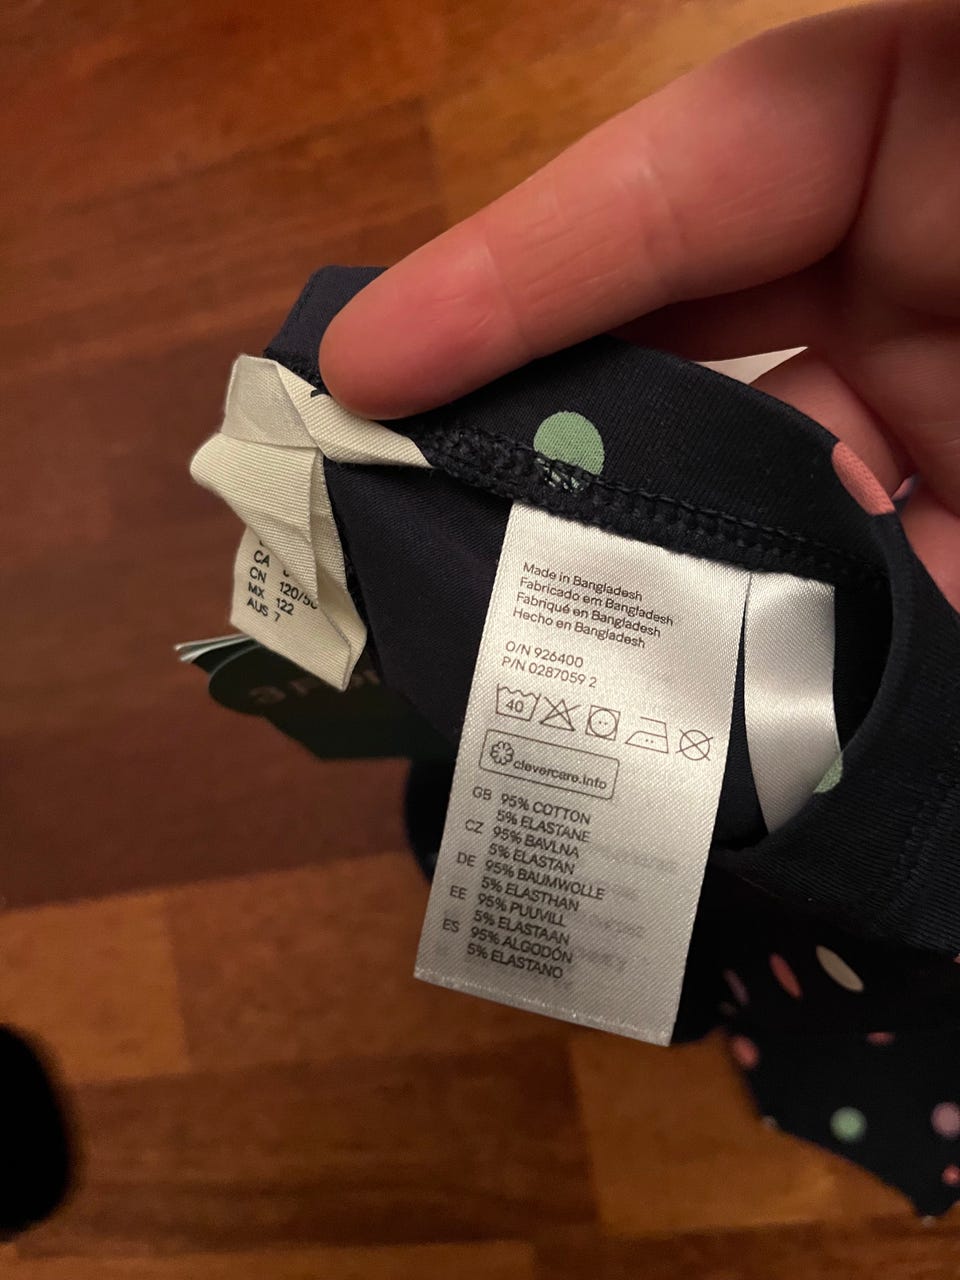 CA
CN 120/
MX 122
AUS 7
Made in Bangladesh
Fabricado em Bangladesh
Fabriqué en Bangladesh
Hecho en Bangladesh
O/N 926400
P/N 0287059 2
40
clevercare.info
GB 95% COTTON
5% ELASTANE
CZ 95% BAVLNA
5% ELASTAN
DE 95% BAUMWOLLE
5% ELASTHAN
EE 95% PUUVILL
5% ELASTAAN
ES 95% ALGODÓN
5% ELASTANO